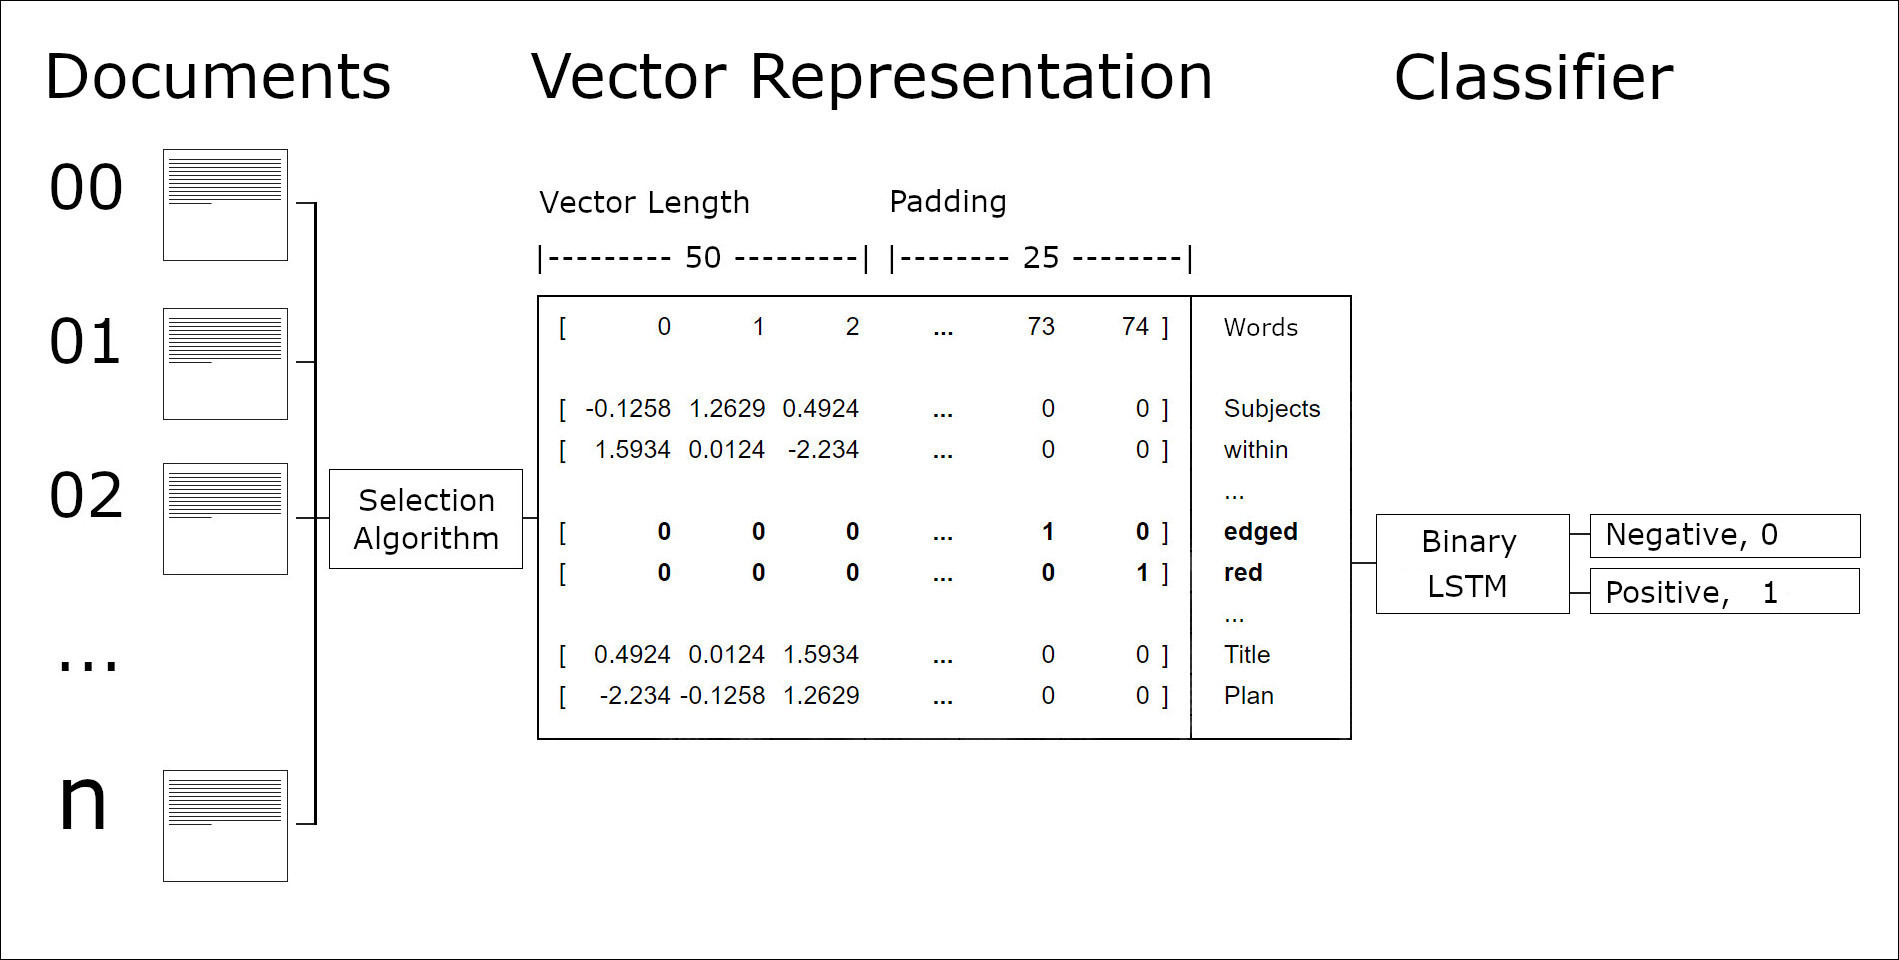 Documents
Vector Representation
Classifier
00
01
02
...
n
Selection
Algorithm
Vector Length
Padding
|--------- 50 ---------| |-------- 25 --------|
[ 0 1 2 ... 73 74 ] Words
[ -0.1258 1.2629 0.4924 ... 0 0 ] Subjects
[ 1.5934 0.0124 -2.234 ... 0 0 ] within
...
[ 0 0 0 ... 1 0 ] edged
[ 0 0 0 ... 0 1 ] red
...
[ 0.4924 0.0124 1.5934 ... 0 0 ] Title
[ -2.234 -0.1258 1.2629 ... 0 0 ] Plan
Binary
LSTM
Negative, 0
Positive, 1